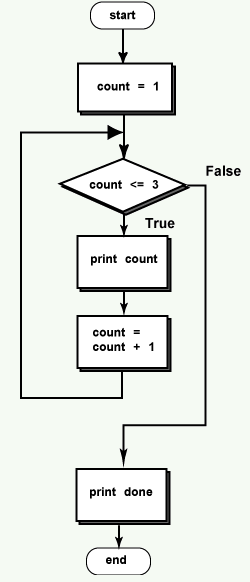 start
count = 1
count <= 3
False
True
print count
count =
count + 1
print done
end